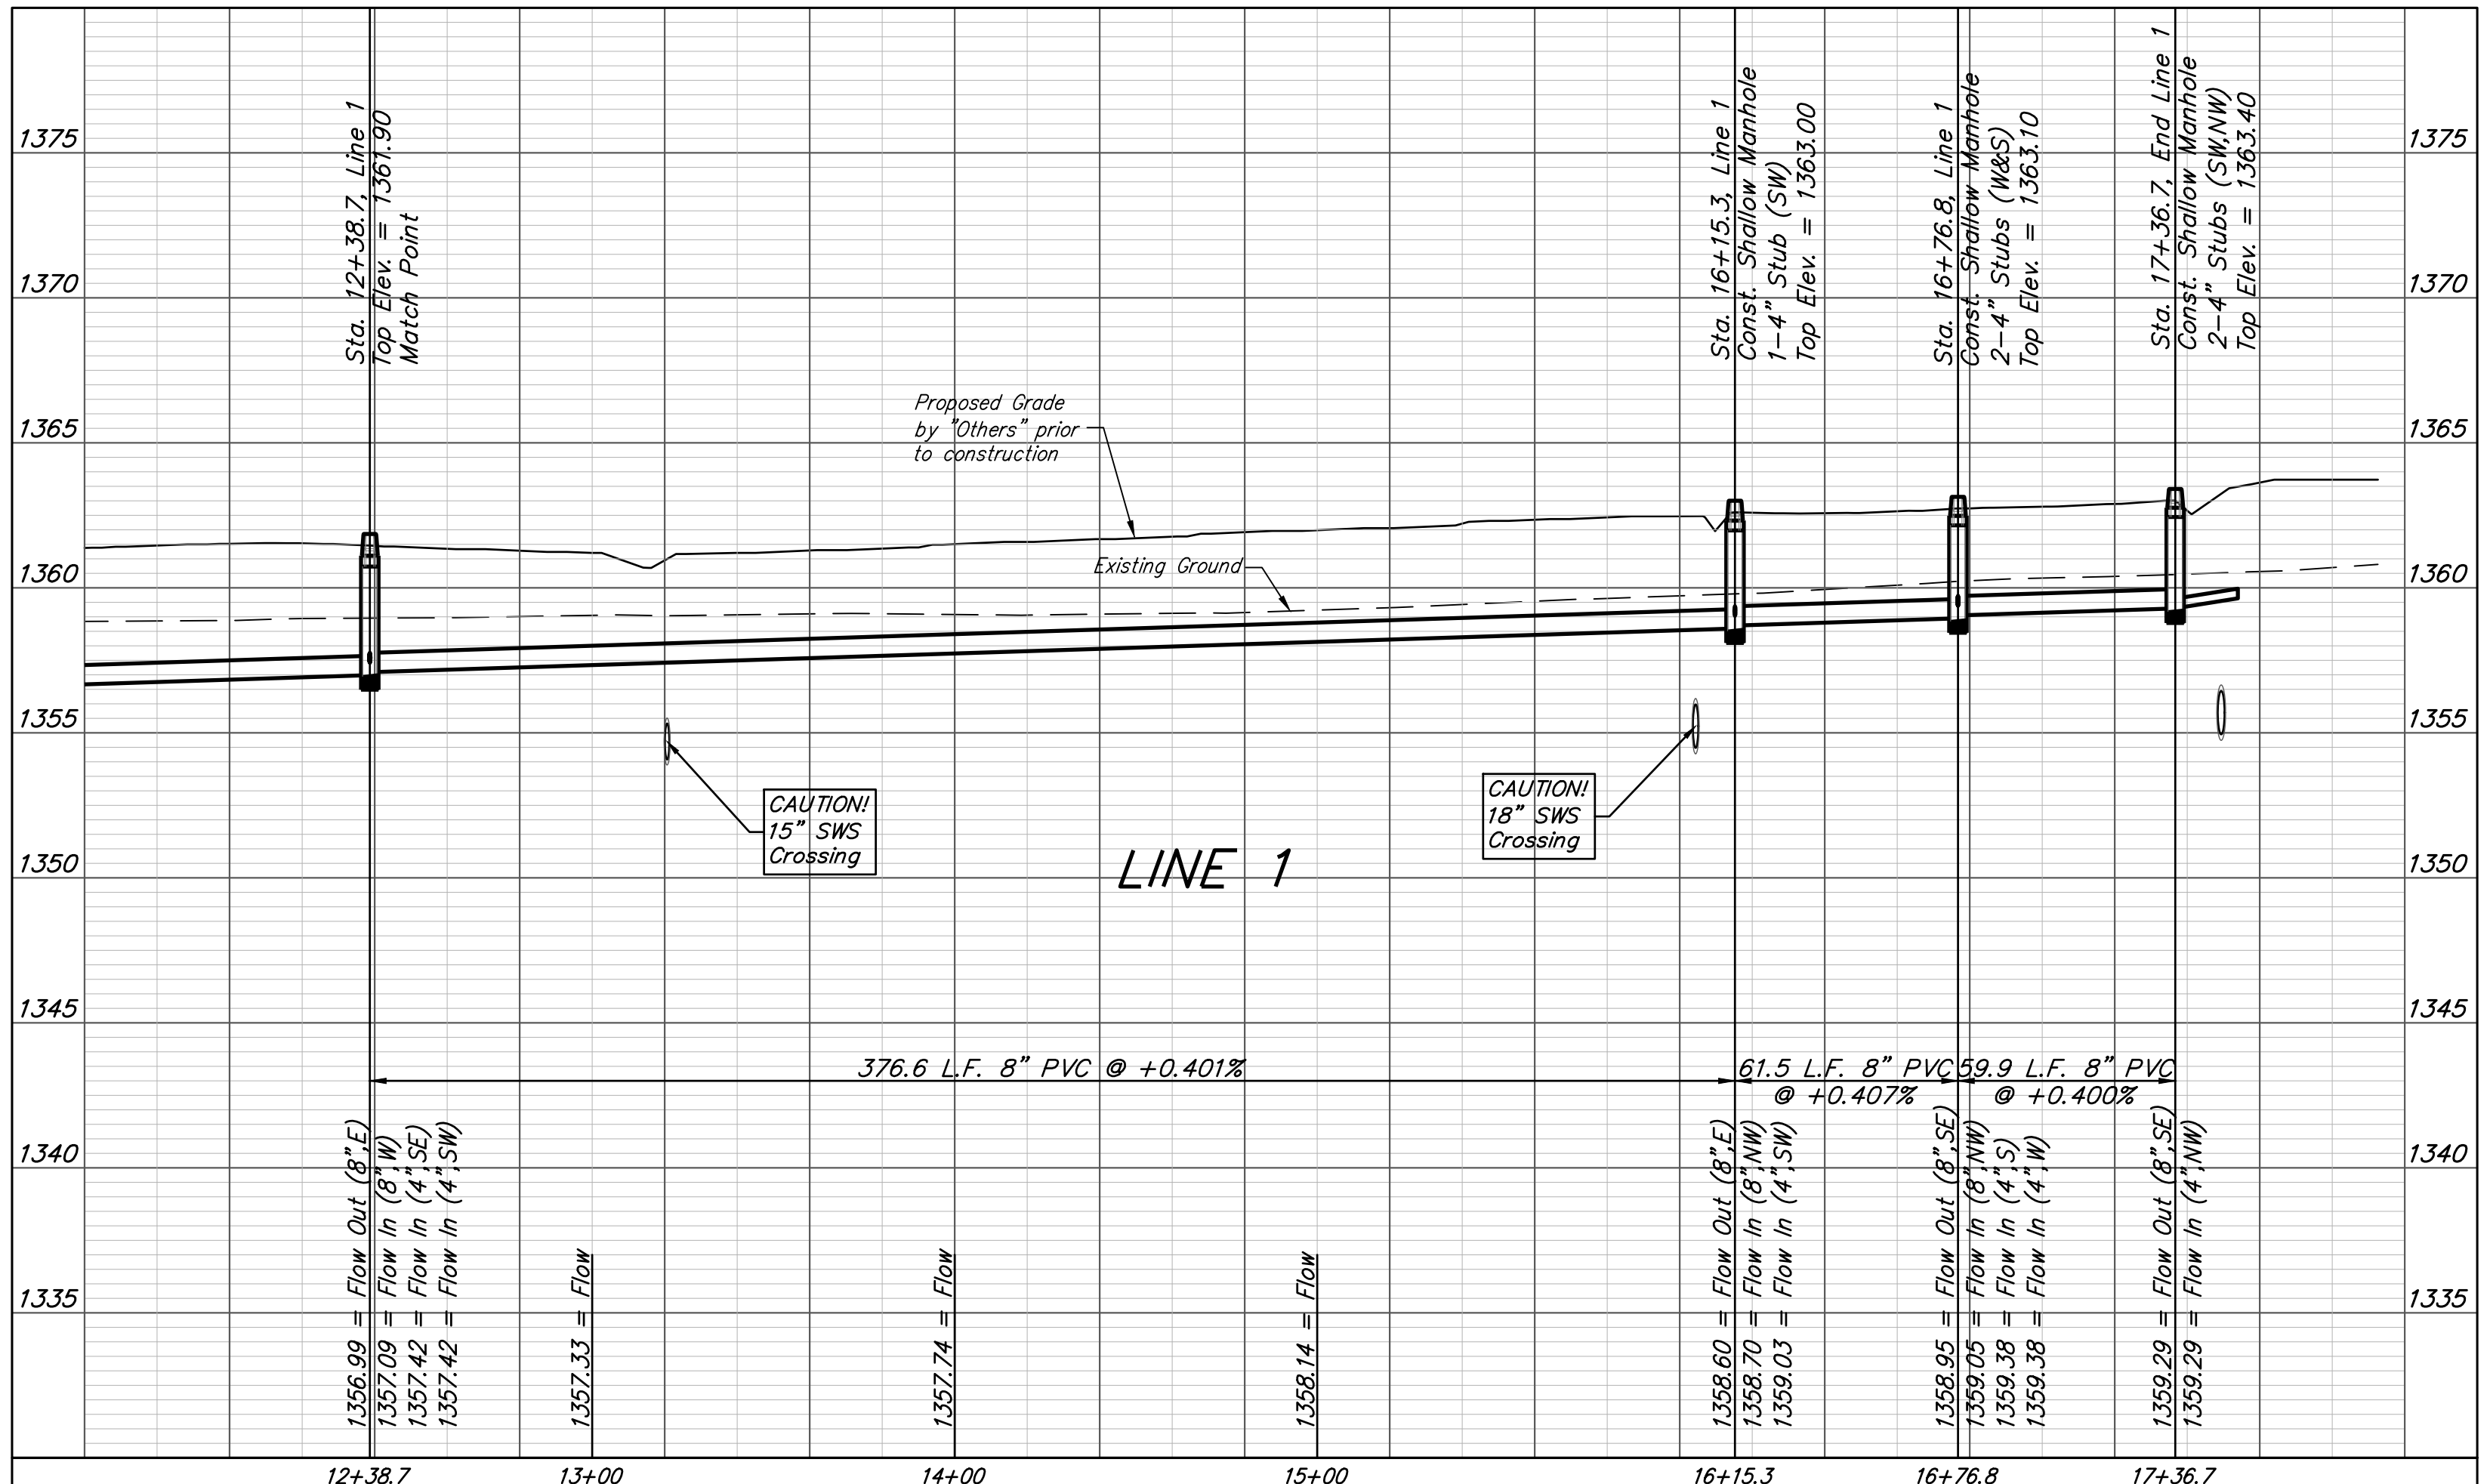 Sta. 12+38.7, Line 1
Top Elev. = 1361.90
Match Point
Sta. 16+15.3, Line 1
Const. Shallow Manhole
1-4" Stub (SW)
Top Elev. = 1363.00
Sta. 16+76.8, Line 1
Const. Shallow Manhole
2-4" Stubs (W&S)
Top Elev. = 1363.10
Sta. 17+36.7, End Line 1
Const. Shallow Manhole
2-4" Stubs (SW,NW)
Top Elev. = 1363.40
1375
1375
1370
1370
1365
1365
Proposed Grade
by "Others" prior
to construction
Existing Ground
1360
1360
1355
1355
CAUTION!
15" SWS
Crossing
CAUTION!
18" SWS
Crossing
1350
1350
LINE 1
1345
1345
376.6 L.F. 8" PVC @ +0.401%
61.5 L.F. 8" PVC
@ +0.407%
59.9 L.F. 8" PVC
@ +0.400%
1340
1340
1335
1335
1356.99 = Flow Out (8",E)
1357.09 = Flow In (8",W)
1357.42 = Flow In (4",SE)
1357.42 = Flow In (4",SW)
1357.33 = Flow
1357.74 = Flow
1358.14 = Flow
1358.60 = Flow Out (8",E)
1358.70 = Flow In (8",NW)
1359.03 = Flow In (4",SW)
1358.95 = Flow Out (8",SE)
1359.05 = Flow In (8",NW)
1359.38 = Flow In (4",S)
1359.38 = Flow In (4",W)
1359.29 = Flow Out (8",SE)
1359.29 = Flow In (4",NW)
12+38.7
13+00
14+00
15+00
16+15.3
16+76.8
17+36.7